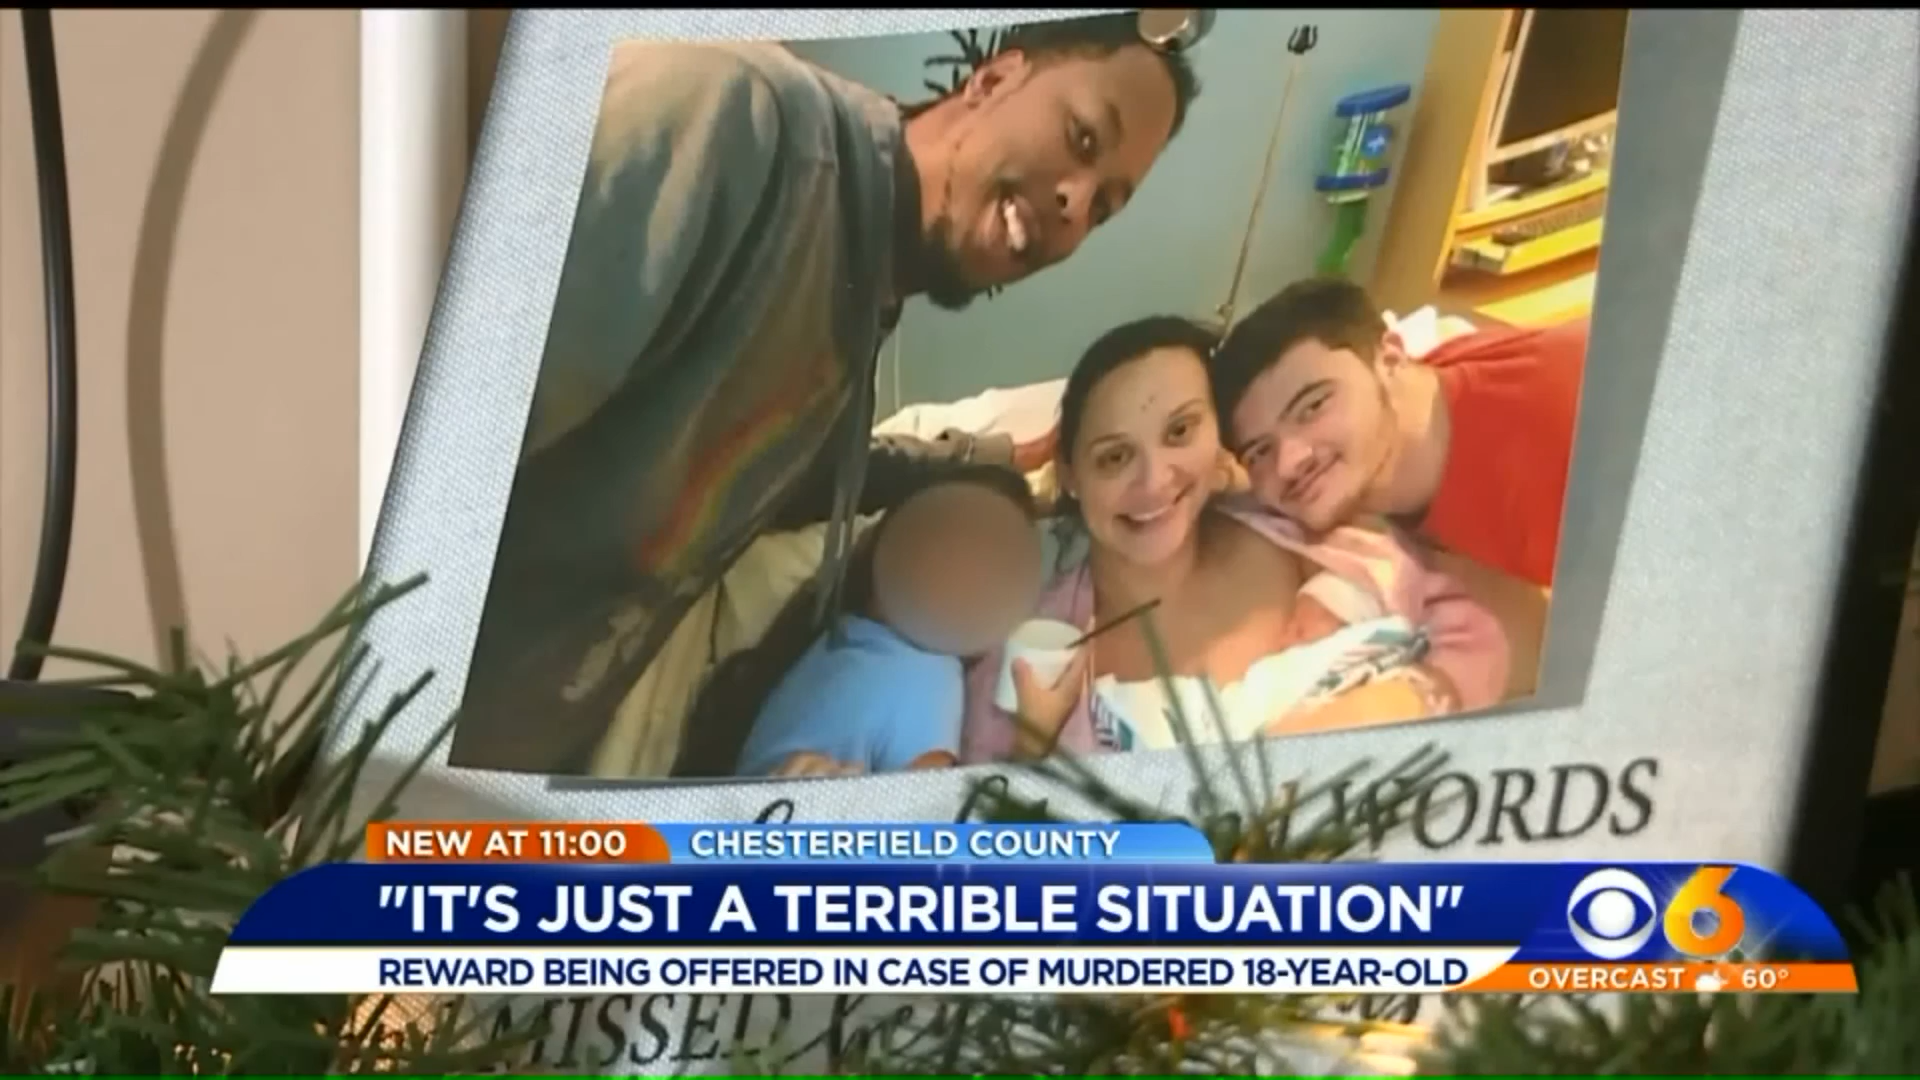 WORDS
NEW AT 11:00 CHESTERFIELD COUNTY
"IT'S JUST A TERRIBLE SITUATION"
6
REWARD BEING OFFERED IN CASE OF MURDERED 18-YEAR-OLD
OVERCAST 60°
MISSED